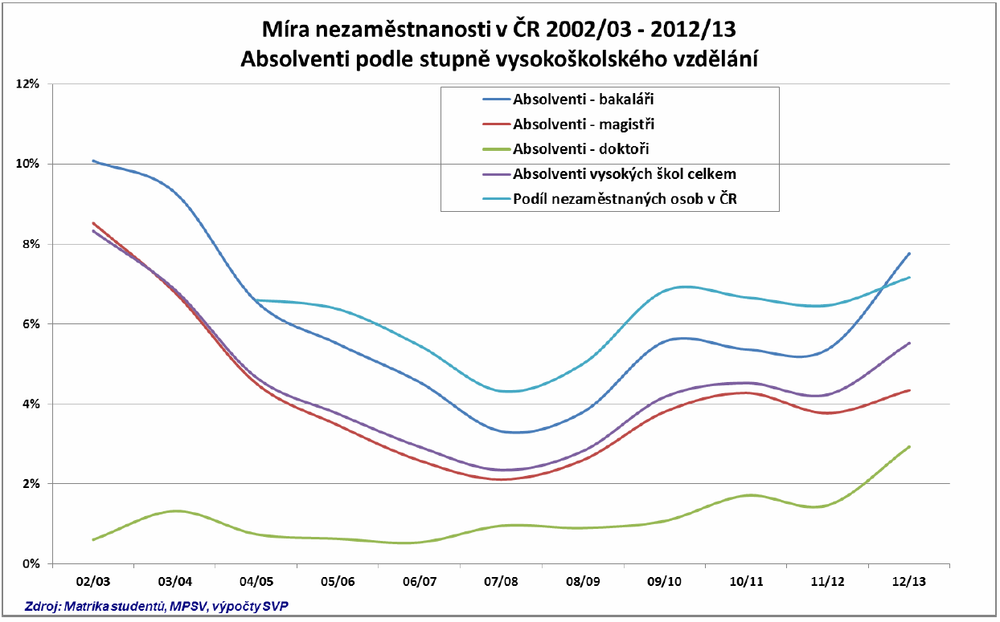 Míra nezaměstnanosti v ČR 2002/03 - 2012/13
Absolventi podle stupně vysokoškolského vzdělání
12%
Absolventi - bakaláři
Absolventi - magistři
Absolventi - doktoři
10%
Absolventi vysokých škol celkem
Podíl nezaměstnaných osob v ČR
8%
6%
4%
2%
0%
02/03 03/04 04/05 05/06 06/07 07/08 08/09 09/10 10/11 11/12 12/13
Zdroj: Matrika studentů, MPSV, výpočty SVP